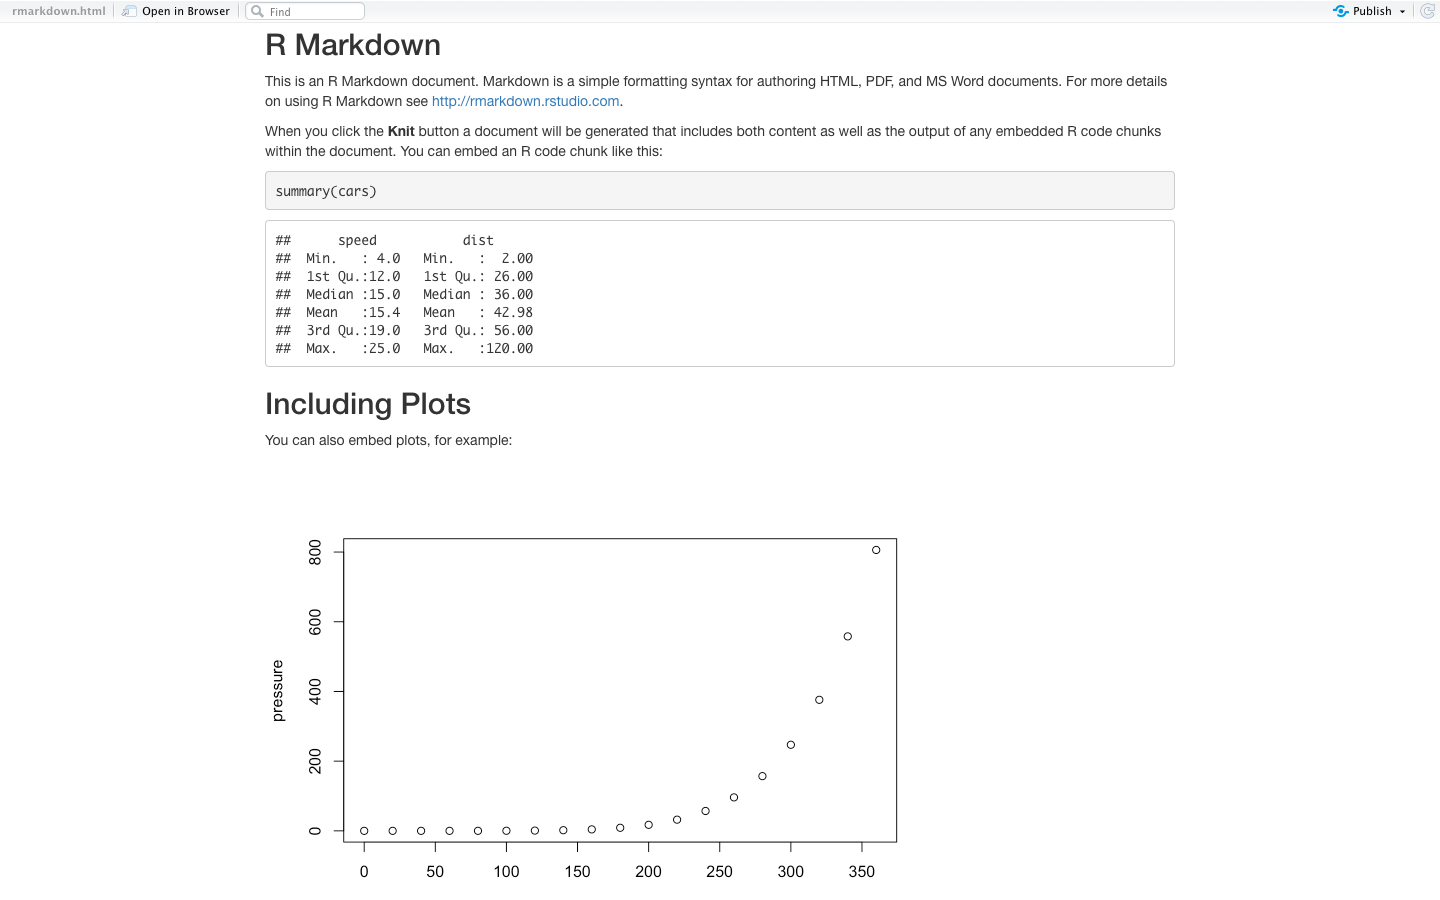 rmarkdown.html Open in Browser Find Publish
R Markdown
This is an R Markdown document. Markdown is a simple formatting syntax for authoring HTML, PDF, and MS Word documents. For more details
on using R Markdown see http://rmarkdown.rstudio.com.
When you click the Knit button a document will be generated that includes both content as well as the output of any embedded R code chunks
within the document. You can embed an R code chunk like this:
summary(cars)
##      speed           dist
##  Min.   : 4.0   Min.   :  2.00
##  1st Qu.:12.0   1st Qu.: 26.00
##  Median :15.0   Median : 36.00
##  Mean   :15.4   Mean   : 42.98
##  3rd Qu.:19.0   3rd Qu.: 56.00
##  Max.   :25.0   Max.   :120.00
Including Plots
You can also embed plots, for example:
800
600
400
200
0
pressure
0 50 100 150 200 250 300 350